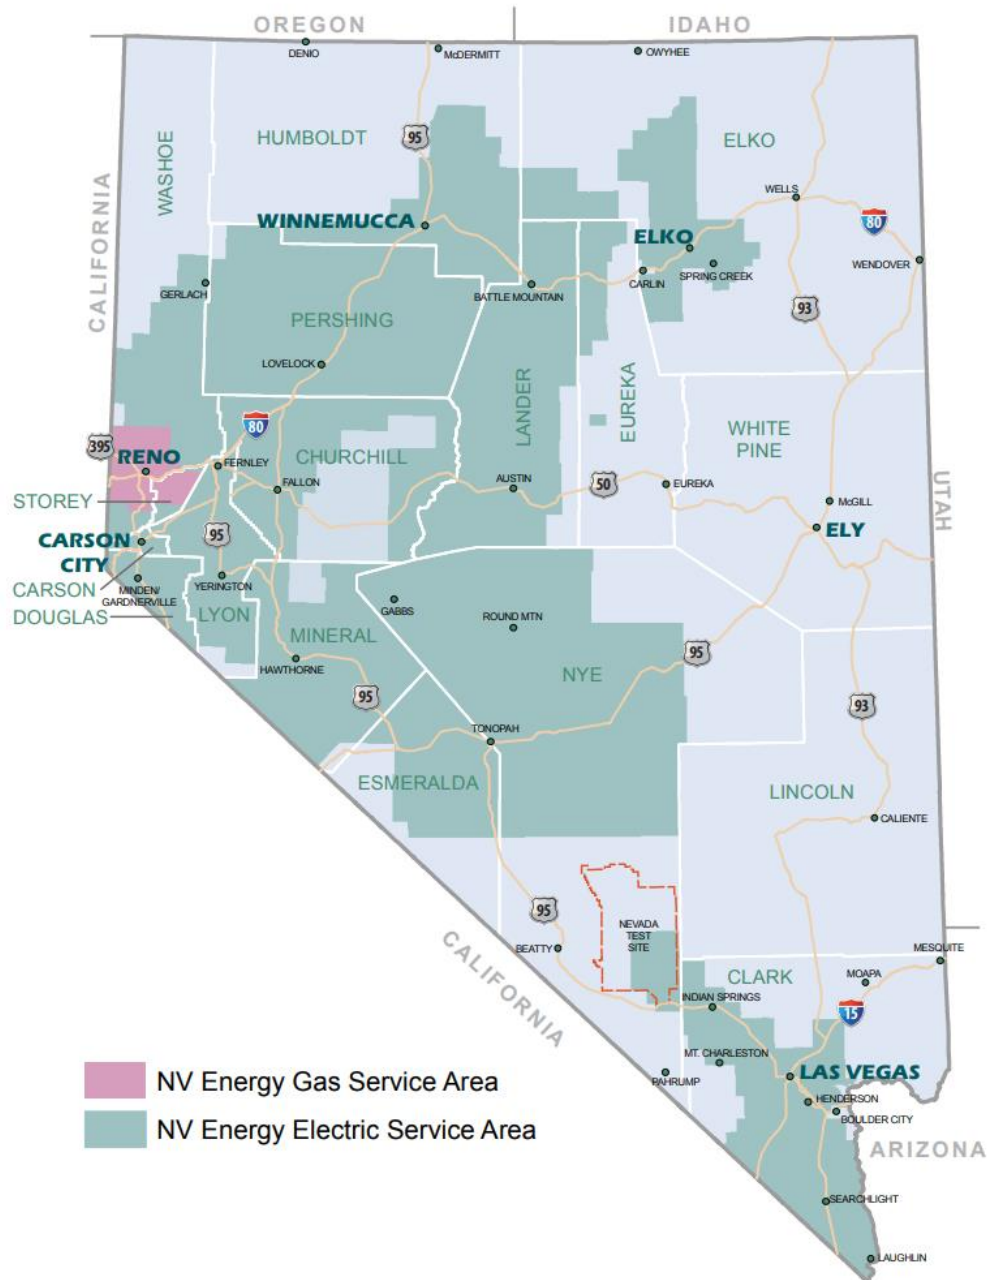 OREGON
IDAHO
DENIO
McDERMITT
OWYHEE
HUMBOLDT
95
ELKO
WASHOE
CALIFORNIA
WELLS
WINNEMUCCA
80
ELKO
SPRING CREEK
WENDOVER
CARLIN
GERLACH
BATTLE MOUNTAIN
93
PERSHING
LOVELOCK
LANDER
EUREKA
80
WHITE
PINE
395
RENO
FERNLEY
CHURCHILL
UTAH
STOREY
FALLON
AUSTIN
50
EUREKA
McGILL
CARSON
CITY
95
ELY
CARSON
MINDEN/
GARDNERVILLE
YERINGTON
DOUGLAS
LYON
GABBS
ROUND MTN
MINERAL
HAWTHORNE
95
NYE
95
93
TONOPAH
ESMERALDA
LINCOLN
CALIENTE
95
NEVADA
TEST
SITE
BEATTY
CALIFORNIA
MESQUITE
CLARK
MOAPA
INDIAN SPRINGS
15
MT. CHARLESTON
LAS VEGAS
PAHRUMP
HENDERSON
BOULDER CITY
ARIZONA
SEARCHLIGHT
LAUGHLIN
NV Energy Gas Service Area
NV Energy Electric Service Area